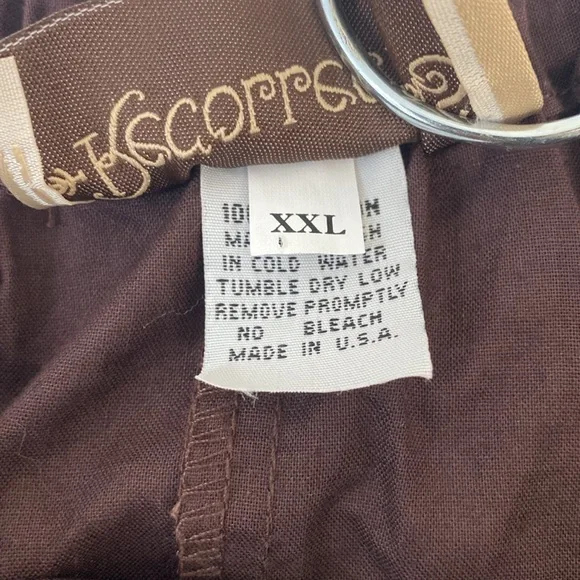 XXL
IN COLD WATER
TUMBLE DRY LOW
REMOVE PROMPTLY
NO BLEACH
MADE IN U.S.A.